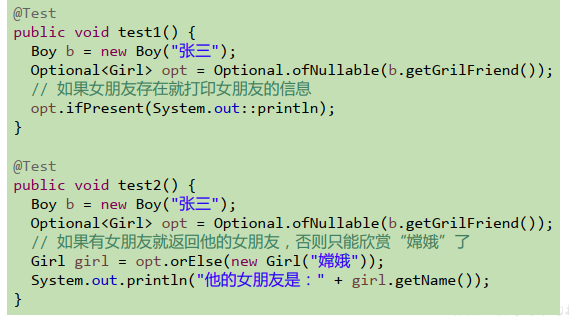 @Test
public void test1() {
Boy b = new Boy("张三");
Optional<Girl> opt = Optional.ofNullable(b.getGrilFriend());
// 如果女朋友存在就打印女朋友的信息
opt.ifPresent(System.out::println);
}
@Test
public void test2() {
Boy b = new Boy("张三");
Optional<Girl> opt = Optional.ofNullable(b.getGrilFriend());
// 如果有女朋友就返回他的女朋友，否则只能欣赏“嫦娥”了
Girl girl = opt.orElse(new Girl("嫦娥"));
System.out.println("他的女朋友是：" + girl.getName());
}